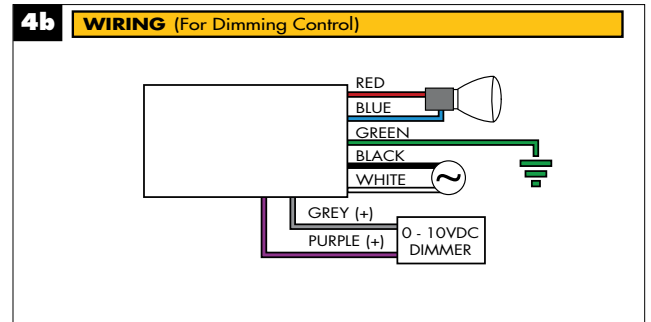 4b WIRING (For Dimming Control)
RED
BLUE
GREEN
BLACK
WHITE
GREY (+)
PURPLE (+)
0 - 10VDC
DIMMER